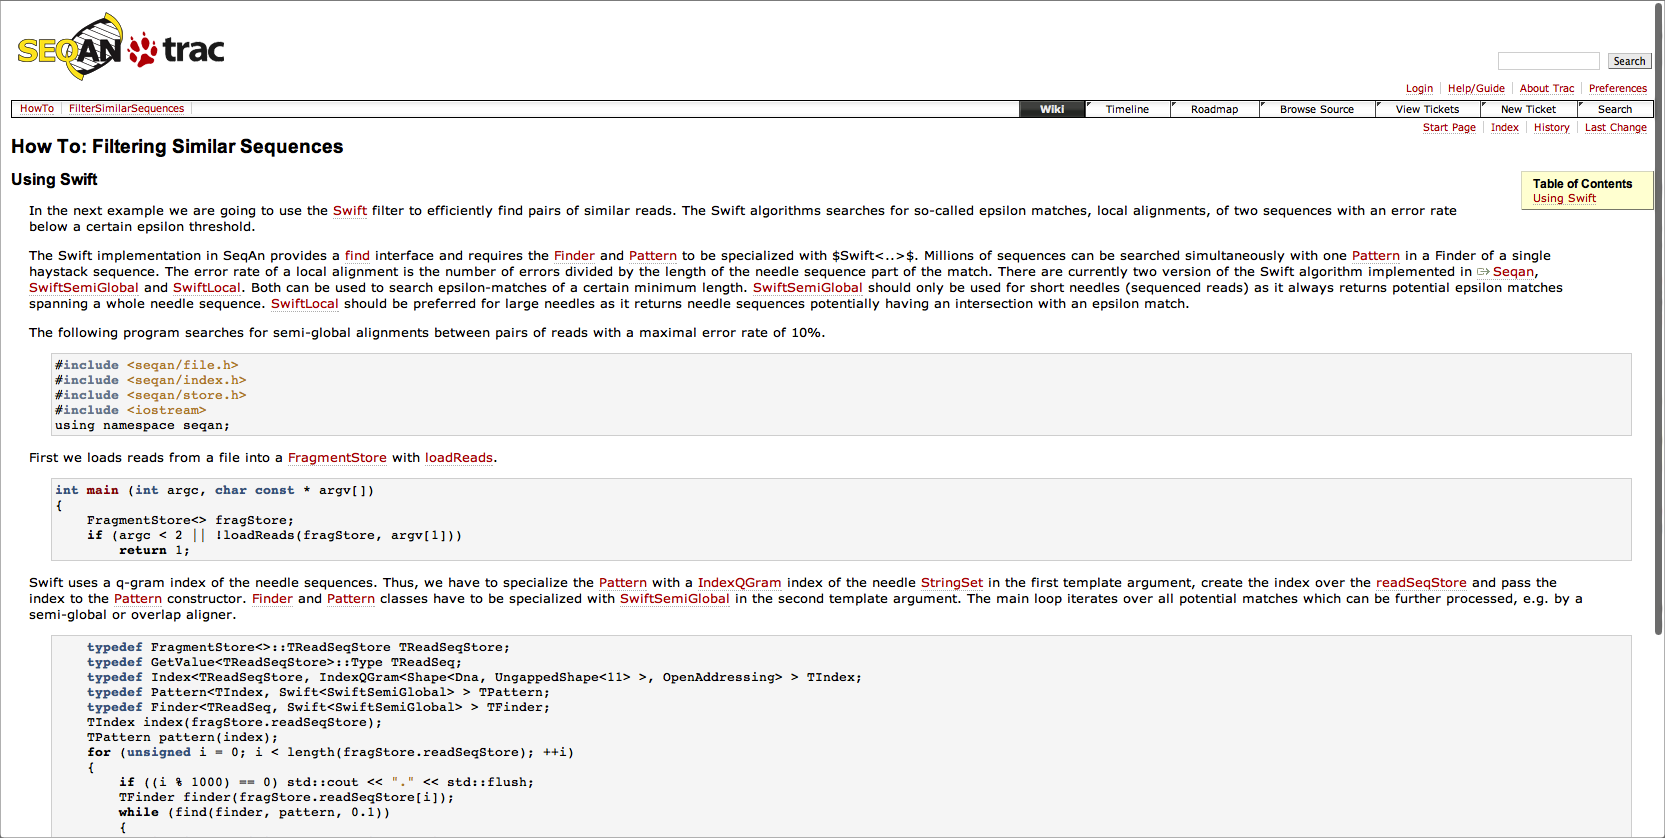 SEQAN trac
Search
Login Help/Guide About Trac Preferences
HowTo FilterSimilarSequences Wiki Timeline Roadmap Browse Source View Tickets New Ticket Search
Start Page Index History Last Change
How To: Filtering Similar Sequences
Using Swift
Table of Contents
Using Swift
In the next example we are going to use the Swift filter to efficiently find pairs of similar reads. The Swift algorithms searches for so-called epsilon matches, local alignments, of two sequences with an error rate
below a certain epsilon threshold.
The Swift implementation in SeqAn provides a find interface and requires the Finder and Pattern to be specialized with $Swift<..>$. Millions of sequences can be searched simultaneously with one Pattern in a Finder of a single
haystack sequence. The error rate of a local alignment is the number of errors divided by the length of the needle sequence part of the match. There are currently two version of the Swift algorithm implemented in Seqan,
SwiftSemiGlobal and SwiftLocal. Both can be used to search epsilon-matches of a certain minimum length. SwiftSemiGlobal should only be used for short needles (sequenced reads) as it always returns potential epsilon matches
spanning a whole needle sequence. SwiftLocal should be preferred for large needles as it returns needle sequences potentially having an intersection with an epsilon match.
The following program searches for semi-global alignments between pairs of reads with a maximal error rate of 10%.
#include <seqan/file.h>
#include <seqan/index.h>
#include <seqan/store.h>
#include <iostream>
using namespace seqan;
First we loads reads from a file into a FragmentStore with loadReads.
int main (int argc, char const * argv[])
{
    FragmentStore<> fragStore;
    if (argc < 2 || !loadReads(fragStore, argv[1]))
        return 1;
Swift uses a q-gram index of the needle sequences. Thus, we have to specialize the Pattern with a IndexQGram index of the needle StringSet in the first template argument, create the index over the readSeqStore and pass the
index to the Pattern constructor. Finder and Pattern classes have to be specialized with SwiftSemiGlobal in the second template argument. The main loop iterates over all potential matches which can be further processed, e.g. by a
semi-global or overlap aligner.
    typedef FragmentStore<>::TReadSeqStore TReadSeqStore;
    typedef GetValue<TReadSeqStore>::Type TReadSeq;
    typedef Index<TReadSeqStore, IndexQGram<Shape<Dna, UngappedShape<11> >, OpenAddressing> > TIndex;
    typedef Pattern<TIndex, Swift<SwiftSemiGlobal> > TPattern;
    typedef Finder<TReadSeq, Swift<SwiftSemiGlobal> > TFinder;
    TIndex index(fragStore.readSeqStore);
    TPattern pattern(index);
    for (unsigned i = 0; i < length(fragStore.readSeqStore); ++i)
    {
        if ((i % 1000) == 0) std::cout << "." << std::flush;
        TFinder finder(fragStore.readSeqStore[i]);
        while (find(finder, pattern, 0.1))
        {